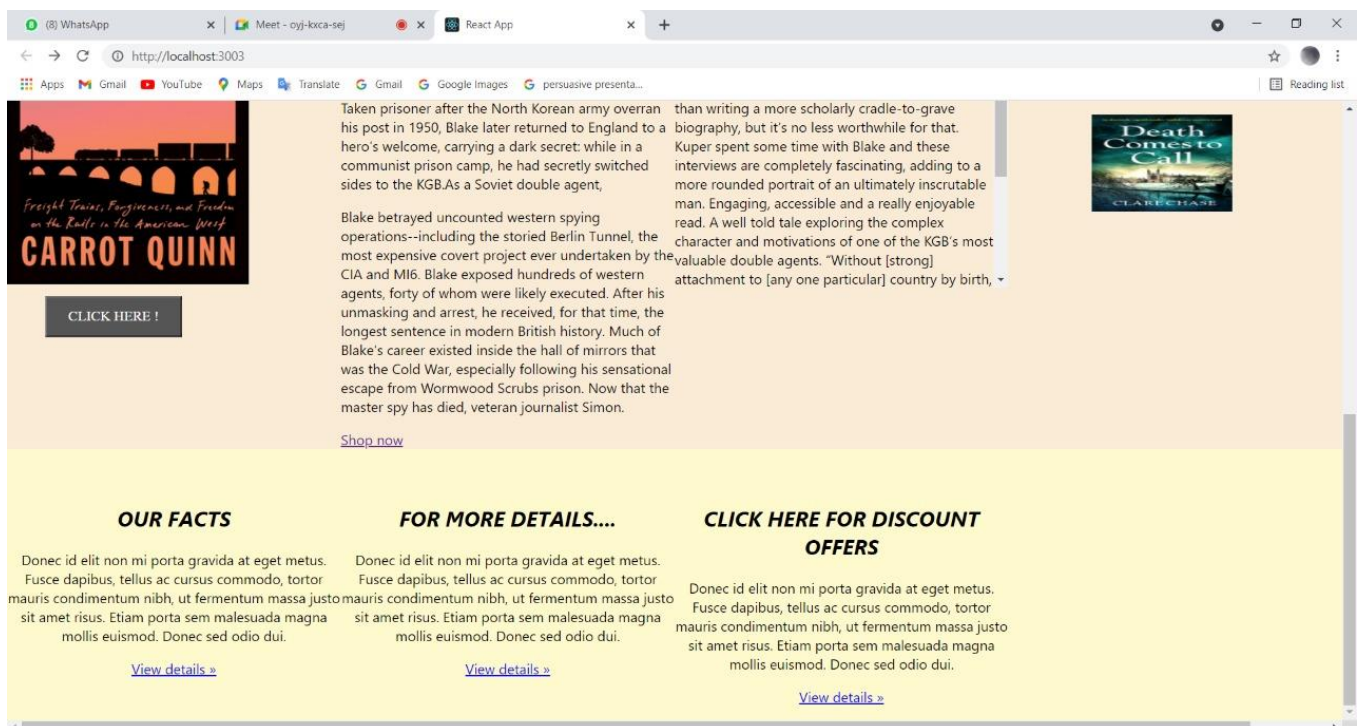 (8) WhatsApp
Meet - oyj-kxca-sej
React App
http://localhost:3003
Apps
Gmail
YouTube
Maps
Translate
Gmail
Google Images
persuasive presenta...
Reading list
Freight Trains, Forgiveness, and Freedom
on the Rails in the American West
CARROT QUINN
CLICK HERE !
Taken prisoner after the North Korean army overran
his post in 1950, Blake later returned to England to a
hero's welcome, carrying a dark secret: while in a
communist prison camp, he had secretly switched
sides to the KGB.As a Soviet double agent,
Blake betrayed uncounted western spying
operations--including the storied Berlin Tunnel, the
most expensive covert project ever undertaken by the
CIA and MI6. Blake exposed hundreds of western
agents, forty of whom were likely executed. After his
unmasking and arrest, he received, for that time, the
longest sentence in modern British history. Much of
Blake's career existed inside the hall of mirrors that
was the Cold War, especially following his sensational
escape from Wormwood Scrubs prison. Now that the
master spy has died, veteran journalist Simon.
Shop now
than writing a more scholarly cradle-to-grave
biography, but it's no less worthwhile for that.
Kuper spent some time with Blake and these
interviews are completely fascinating, adding to a
more rounded portrait of an ultimately inscrutable
man. Engaging, accessible and a really enjoyable
read. A well told tale exploring the complex
character and motivations of one of the KGB's most
valuable double agents. "Without [strong]
attachment to [any one particular] country by birth,
Death
Comes to
Call
CLARE CHASE
OUR FACTS
Donec id elit non mi porta gravida at eget metus.
Fusce dapibus, tellus ac cursus commodo, tortor
mauris condimentum nibh, ut fermentum massa justo
sit amet risus. Etiam porta sem malesuada magna
mollis euismod. Donec sed odio dui.
View details »
FOR MORE DETAILS....
Donec id elit non mi porta gravida at eget metus.
Fusce dapibus, tellus ac cursus commodo, tortor
mauris condimentum nibh, ut fermentum massa justo
sit amet risus. Etiam porta sem malesuada magna
mollis euismod. Donec sed odio dui.
View details »
CLICK HERE FOR DISCOUNT
OFFERS
Donec id elit non mi porta gravida at eget metus.
Fusce dapibus, tellus ac cursus commodo, tortor
mauris condimentum nibh, ut fermentum massa justo
sit amet risus. Etiam porta sem malesuada magna
mollis euismod. Donec sed odio dui.
View details »